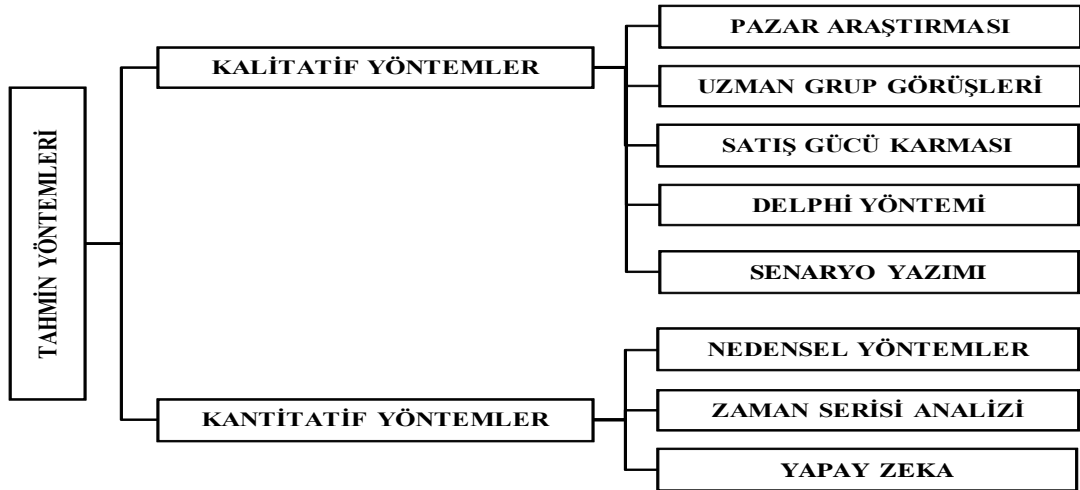 TAHMİN YÖNTEMLERİ
KALİTATİF YÖNTEMLER
PAZAR ARAŞTIRMASI
UZMAN GRUP GÖRÜŞLERİ
SATIŞ GÜCÜ KARMASI
DELPHİ YÖNTEMİ
SENARYO YAZIMI
KANTİTATİF YÖNTEMLER
NEDENSEL YÖNTEMLER
ZAMAN SERİSİ ANALİZİ
YAPAY ZEKA